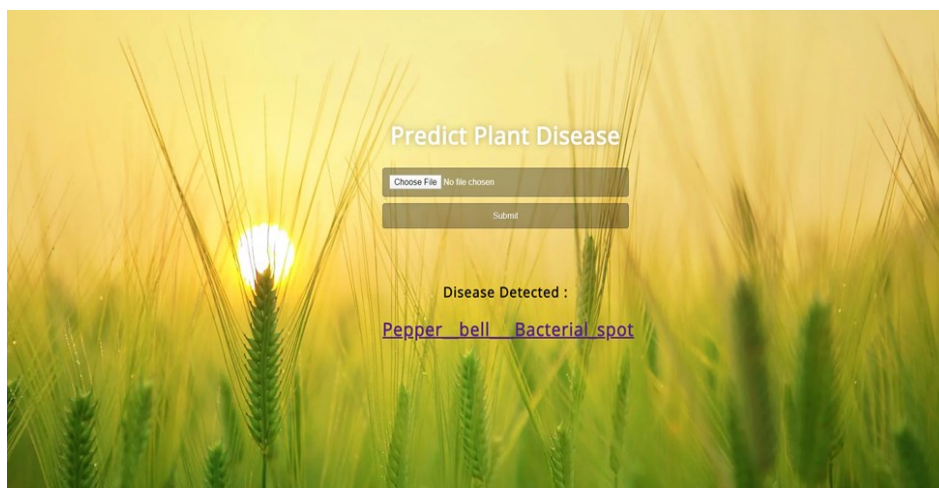 Predict Plant Disease
Choose File No file chosen
Submit
Disease Detected :
Pepper__bell___Bacterial_spot